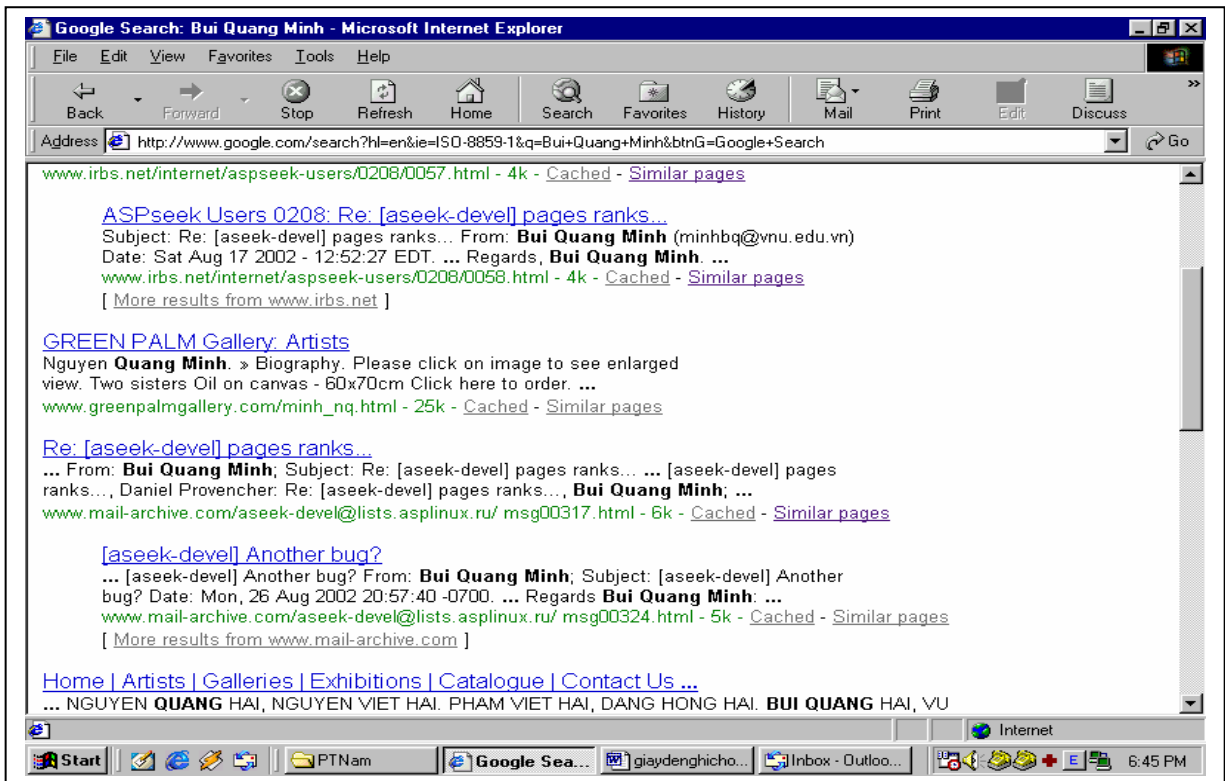 Google Search: Bui Quang Minh - Microsoft Internet Explorer
File Edit View Favorites Tools Help
Back Forward Stop Refresh Home Search Favorites History Mail Print Edit Discuss »
Address http://www.google.com/search?hl=en&ie=ISO-8859-1&q=Bui+Quang+Minh&btnG=Google+Search Go
www.irbs.net/internet/aspseek-users/0208/0057.html - 4k - Cached - Similar pages
ASPseek Users 0208: Re: [aseek-devel] pages ranks...
Subject: Re: [aseek-devel] pages ranks... From: Bui Quang Minh (minhbq@vnu.edu.vn)
Date: Sat Aug 17 2002 - 12:52:27 EDT. ... Regards, Bui Quang Minh. ...
www.irbs.net/internet/aspseek-users/0208/0058.html - 4k - Cached - Similar pages
[ More results from www.irbs.net ]
GREEN PALM Gallery: Artists
Nguyen Quang Minh. » Biography. Please click on image to see enlarged
view. Two sisters Oil on canvas - 60x70cm Click here to order. ...
www.greenpalmgallery.com/minh_nq.html - 25k - Cached - Similar pages
Re: [aseek-devel] pages ranks...
... From: Bui Quang Minh; Subject: Re: [aseek-devel] pages ranks... ... [aseek-devel] pages
ranks..., Daniel Provencher: Re: [aseek-devel] pages ranks..., Bui Quang Minh; ...
www.mail-archive.com/aseek-devel@lists.asplinux.ru/ msg00317.html - 6k - Cached - Similar pages
[aseek-devel] Another bug?
... [aseek-devel] Another bug? From: Bui Quang Minh; Subject: [aseek-devel] Another
bug? Date: Mon, 26 Aug 2002 20:57:40 -0700. ... Regards Bui Quang Minh: ...
www.mail-archive.com/aseek-devel@lists.asplinux.ru/ msg00324.html - 5k - Cached - Similar pages
[ More results from www.mail-archive.com ]
Home | Artists | Galleries | Exhibitions | Catalogue | Contact Us ...
... NGUYEN QUANG HAI, NGUYEN VIET HAI. PHAM VIET HAI, DANG HONG HAI. BUI QUANG HAI, VU
Internet
Start PTNam Google Sea... giaydenghicho... Inbox - Outloo... E 6:45 PM